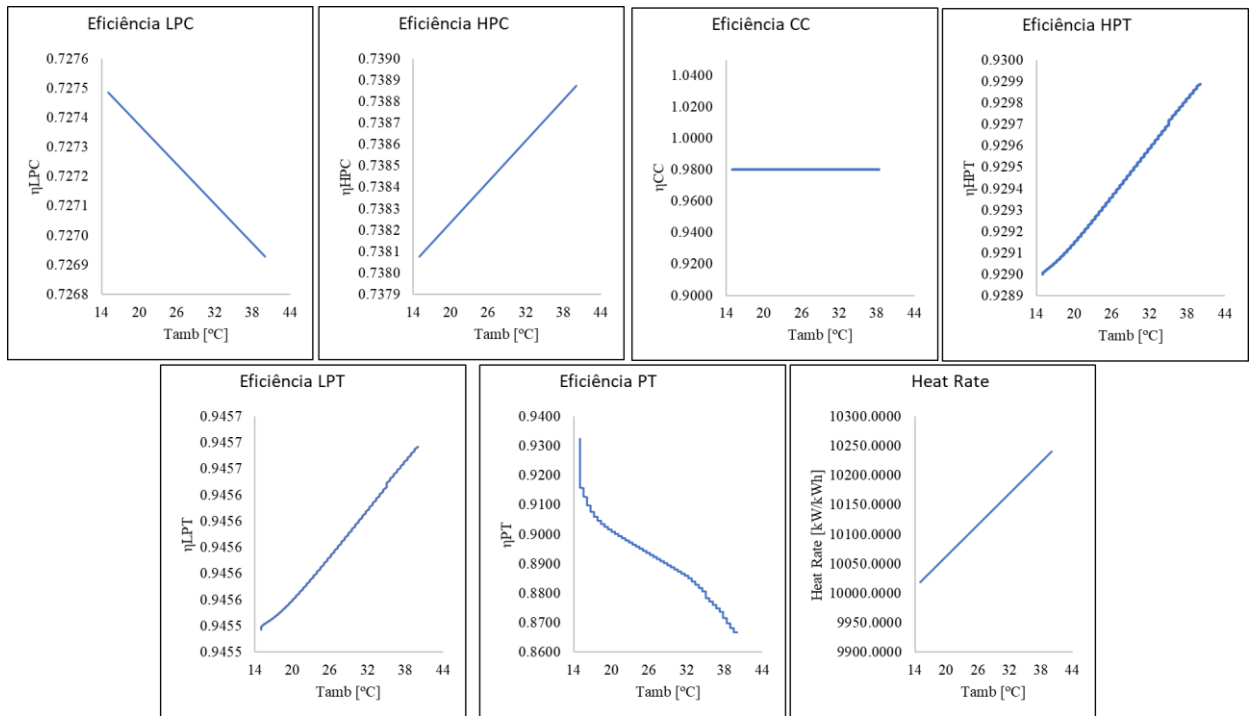 Eficiência LPC
0.7276
0.7275
0.7274
0.7273
0.7272
0.7271
0.7270
0.7269
0.7268
ηLPC
14 20 26 32 38 44
Tamb [ºC]
Eficiência HPC
0.7390
0.7389
0.7388
0.7387
0.7386
0.7385
0.7384
0.7383
0.7382
0.7381
0.7380
0.7379
ηHPC
14 20 26 32 38 44
Tamb [ºC]
Eficiência CC
1.0400
1.0200
1.0000
0.9800
0.9600
0.9400
0.9200
0.9000
ηCC
14 20 26 32 38 44
Tamb [ºC]
Eficiência HPT
0.9300
0.9299
0.9298
0.9297
0.9296
0.9295
0.9294
0.9293
0.9292
0.9291
0.9290
0.9289
ηHPT
14 20 26 32 38 44
Tamb [ºC]
Eficiência LPT
0.9457
0.9457
0.9457
0.9456
0.9456
0.9456
0.9456
0.9456
0.9455
0.9455
ηLPT
14 20 26 32 38 44
Tamb [ºC]
Eficiência PT
0.9400
0.9300
0.9200
0.9100
0.9000
0.8900
0.8800
0.8700
0.8600
ηPT
14 20 26 32 38 44
Tamb [ºC]
Heat Rate
10300.0000
10250.0000
10200.0000
10150.0000
10100.0000
10050.0000
10000.0000
9950.0000
9900.0000
Heat Rate [kW/kWh]
14 20 26 32 38 44
Tamb [ºC]